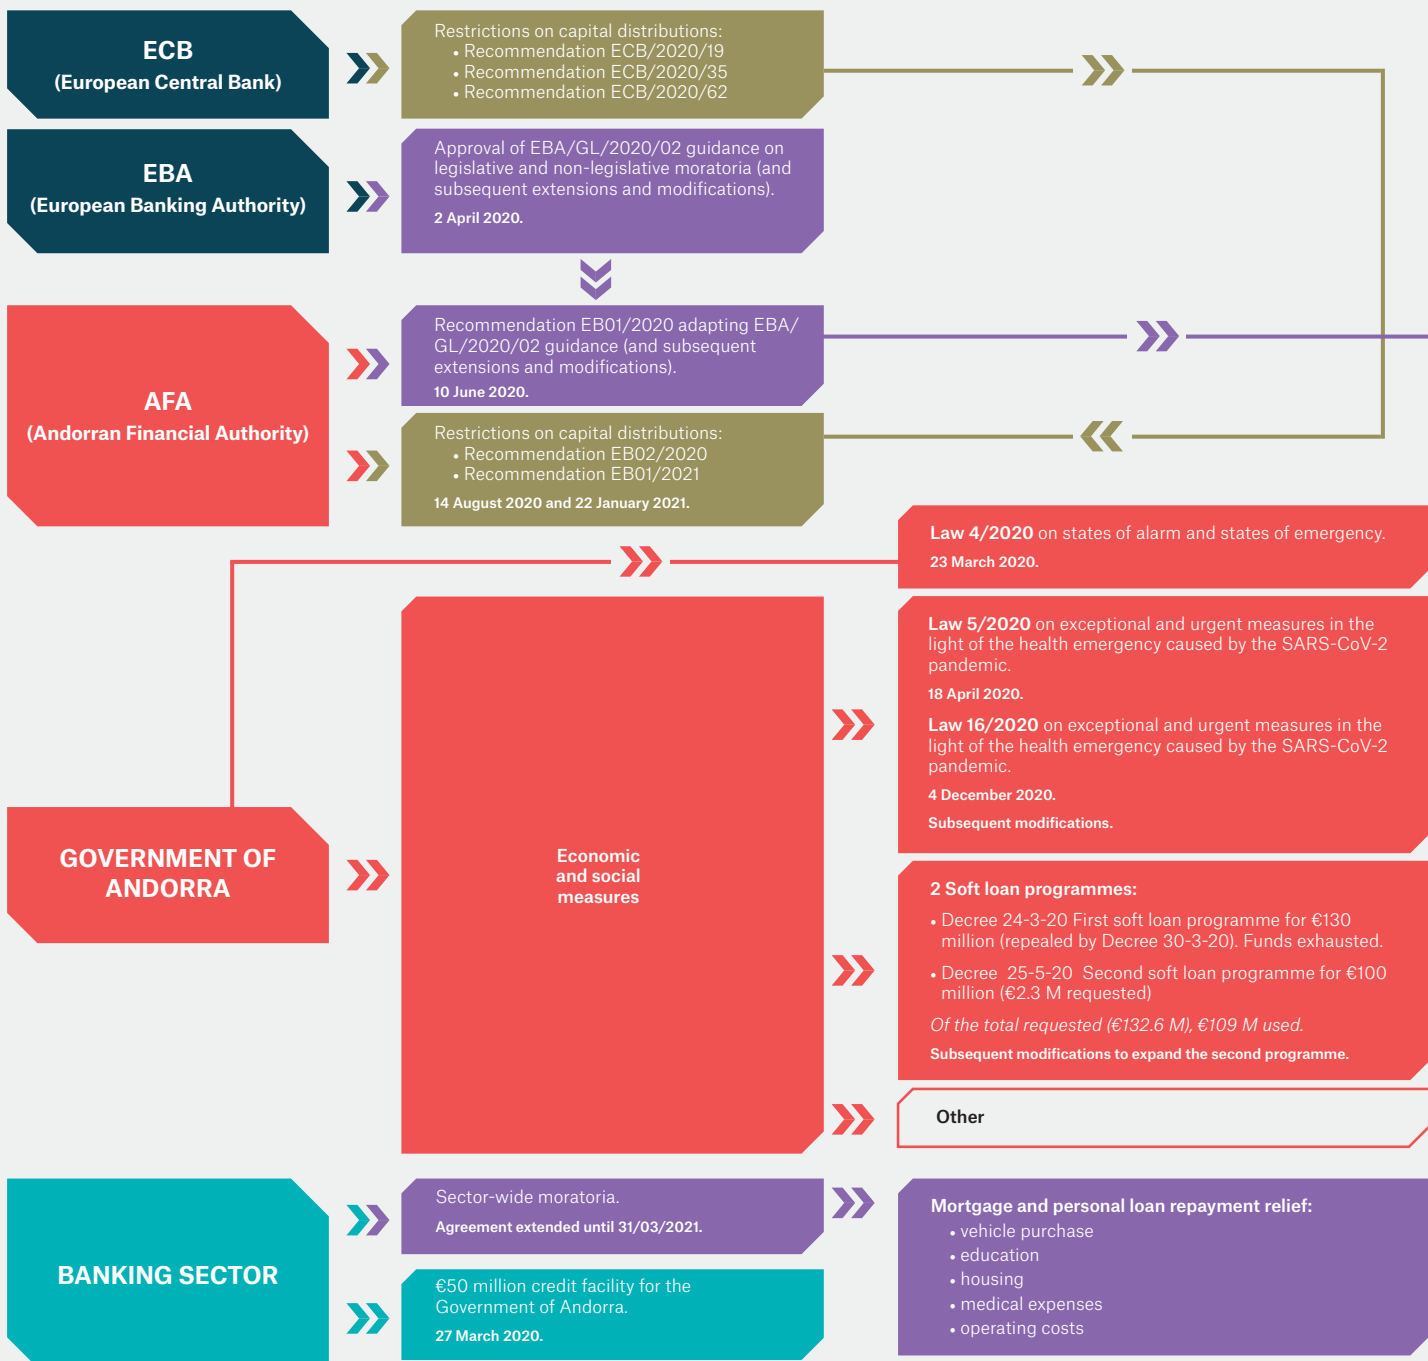 ECB
(European Central Bank)
Restrictions on capital distributions:
• Recommendation ECB/2020/19
• Recommendation ECB/2020/35
• Recommendation ECB/2020/62
EBA
(European Banking Authority)
Approval of EBA/GL/2020/02 guidance on
legislative and non-legislative moratoria (and
subsequent extensions and modifications).
2 April 2020.
AFA
(Andorran Financial Authority)
Recommendation EB01/2020 adapting EBA/
GL/2020/02 guidance (and subsequent
extensions and modifications).
10 June 2020.
Restrictions on capital distributions:
• Recommendation EB02/2020
• Recommendation EB01/2021
14 August 2020 and 22 January 2021.
GOVERNMENT OF
ANDORRA
Economic
and social
measures
Law 4/2020 on states of alarm and states of emergency.
23 March 2020.
Law 5/2020 on exceptional and urgent measures in the
light of the health emergency caused by the SARS-CoV-2
pandemic.
18 April 2020.
Law 16/2020 on exceptional and urgent measures in the
light of the health emergency caused by the SARS-CoV-2
pandemic.
4 December 2020.
Subsequent modifications.
2 Soft loan programmes:
• Decree 24-3-20 First soft loan programme for €130
million (repealed by Decree 30-3-20). Funds exhausted.
• Decree 25-5-20 Second soft loan programme for €100
million (€2.3 M requested)
Of the total requested (€132.6 M), €109 M used.
Subsequent modifications to expand the second programme.
Other
BANKING SECTOR
Sector-wide moratoria.
Agreement extended until 31/03/2021.
€50 million credit facility for the
Government of Andorra.
27 March 2020.
Mortgage and personal loan repayment relief:
• vehicle purchase
• education
• housing
• medical expenses
• operating costs